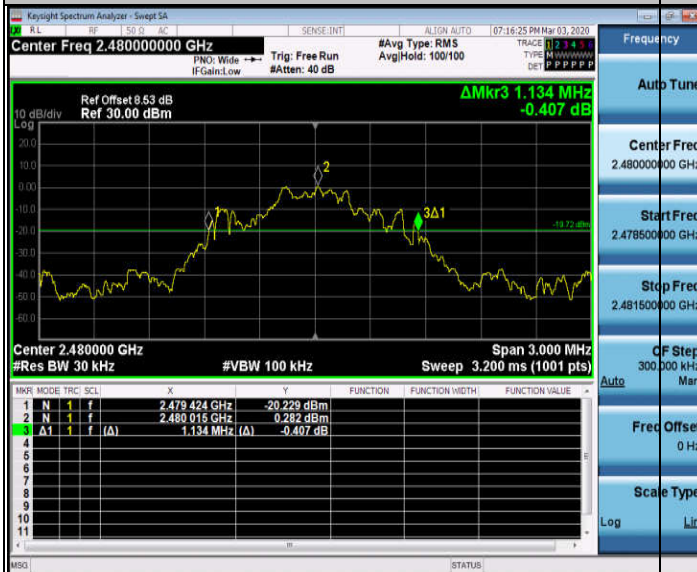 Keysight Spectrum Analyzer - Swept SA
RL RF 50 Ω AC SENSE:INT ALIGN AUTO 07:16:25 PM Mar 03, 2020
Center Freq 2.480000000 GHz
PNO: Wide
IFGain:Low
Trig: Free Run
#Atten: 40 dB
#Avg Type: RMS
Avg|Hold: 100/100
TRACE 1 2 3 4 5 6
TYPE M W W W W W
DET P P P P P P
Ref Offset 8.53 dB
10 dB/div Ref 30.00 dBm
Log
ΔMkr3 1.134 MHz
-0.407 dB
20.0
10.0
0.00
-10.0
-20.0
-30.0
-40.0
-50.0
-60.0
1
2
3Δ1
-19.72 dBm
Center 2.480000 GHz Span 3.000 MHz
#Res BW 30 kHz #VBW 100 kHz Sweep 3.200 ms (1001 pts)
MKR MODE TRC SCL X Y FUNCTION FUNCTION WIDTH FUNCTION VALUE
1 N 1 f 2.479 424 GHz -20.229 dBm
2 N 1 f 2.480 015 GHz 0.282 dBm
3 Δ1 1 f (Δ) 1.134 MHz (Δ) -0.407 dB
4
5
6
7
8
9
10
11
MSG STATUS
Frequency
Auto Tune
Center Freq
2.480000000 GHz
Start Freq
2.478500000 GHz
Stop Freq
2.481500000 GHz
CF Step
300.000 kHz
Auto Man
Freq Offset
0 Hz
Scale Type
Log Lin